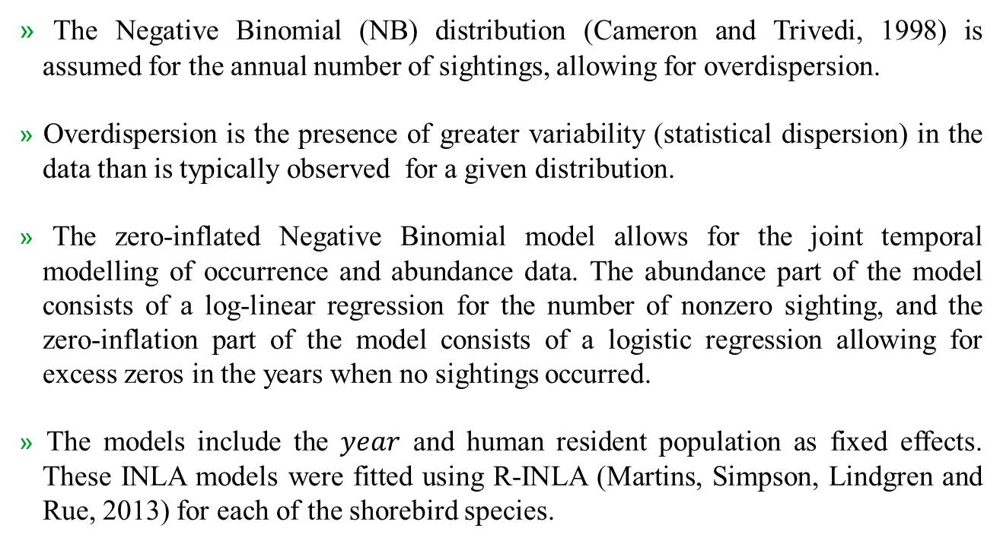 » The Negative Binomial (NB) distribution (Cameron and Trivedi, 1998) is
assumed for the annual number of sightings, allowing for overdispersion.
» Overdispersion is the presence of greater variability (statistical dispersion) in the
data than is typically observed for a given distribution.
» The zero-inflated Negative Binomial model allows for the joint temporal
modelling of occurrence and abundance data. The abundance part of the model
consists of a log-linear regression for the number of nonzero sighting, and the
zero-inflation part of the model consists of a logistic regression allowing for
excess zeros in the years when no sightings occurred.
» The models include the year and human resident population as fixed effects.
These INLA models were fitted using R-INLA (Martins, Simpson, Lindgren and
Rue, 2013) for each of the shorebird species.